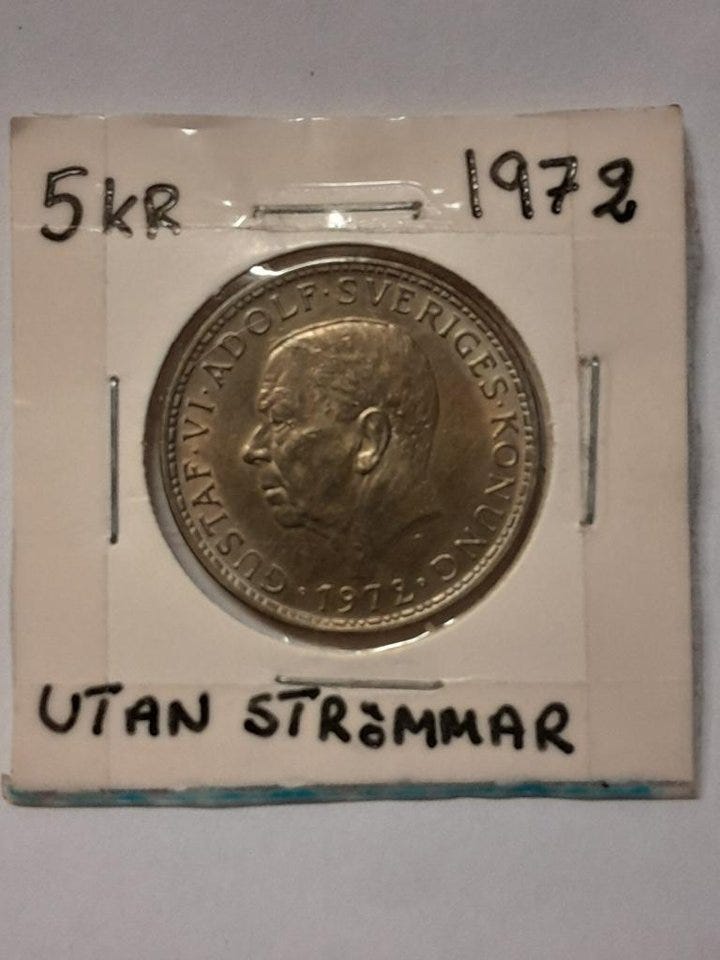 5KR 1972
GUSTAF·VI·ADOLF·SVERIGES·KONUNG
·1972·
UTAN STRÖMMAR